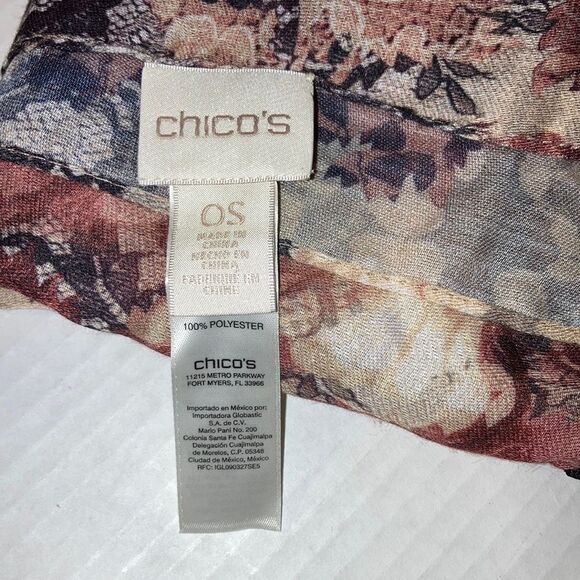 chico's
OS
MADE IN
CHINA
HECHO EN
CHINA
FABRIQUE EN
CHINE
100% POLYESTER
chico's
11215 METRO PARKWAY
FORT MYERS, FL 33966
Importado en México por:
Importadora Globastic
S.A. de C.V.
Mario Pani No. 200
Colonia Santa Fe Cuajimalpa
Delegación Cuajimalpa
de Morelos, C.P. 05348
Ciudad de México, México
RFC: IGL090327SE5